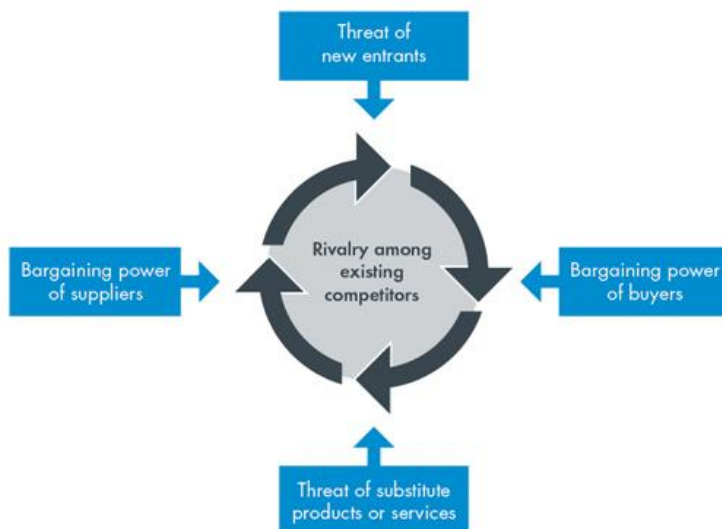 Threat of
new entrants
Bargaining power
of suppliers
Rivalry among
existing
competitors
Bargaining power
of buyers
Threat of substitute
products or services